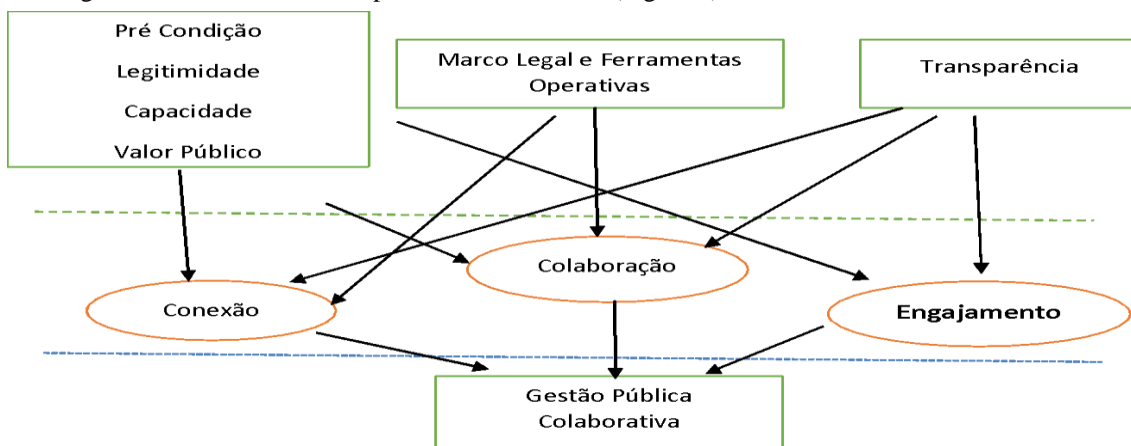 Pré Condição
Legitimidade
Capacidade
Valor Público
Marco Legal e Ferramentas
Operativas
Transparência
Conexão
Colaboração
Engajamento
Gestão Pública
Colaborativa